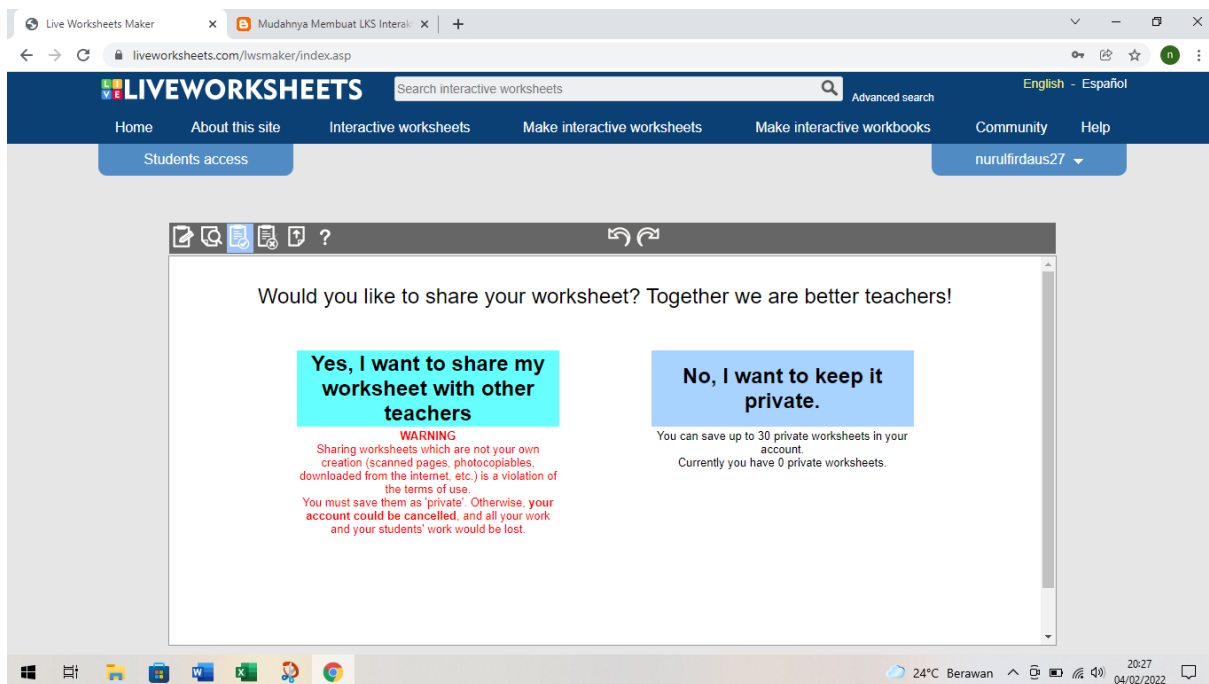 Live Worksheets Maker
Mudahnya Membuat LKS Interak
liveworksheets.com/lwsmaker/index.asp
n
LIVE LIVEWORKSHEETS
Search interactive worksheets
Advanced search
English - Español
Home About this site Interactive worksheets Make interactive worksheets Make interactive workbooks Community Help
Students access
nurulfirdaus27
?
Would you like to share your worksheet? Together we are better teachers!
Yes, I want to share my
worksheet with other
teachers
WARNING
Sharing worksheets which are not your own
creation (scanned pages, photocopiables,
downloaded from the internet, etc.) is a violation of
the terms of use.
You must save them as 'private'. Otherwise, your
account could be cancelled, and all your work
and your students' work would be lost.
No, I want to keep it
private.
You can save up to 30 private worksheets in your
account.
Currently you have 0 private worksheets.
24°C Berawan
20:27
04/02/2022